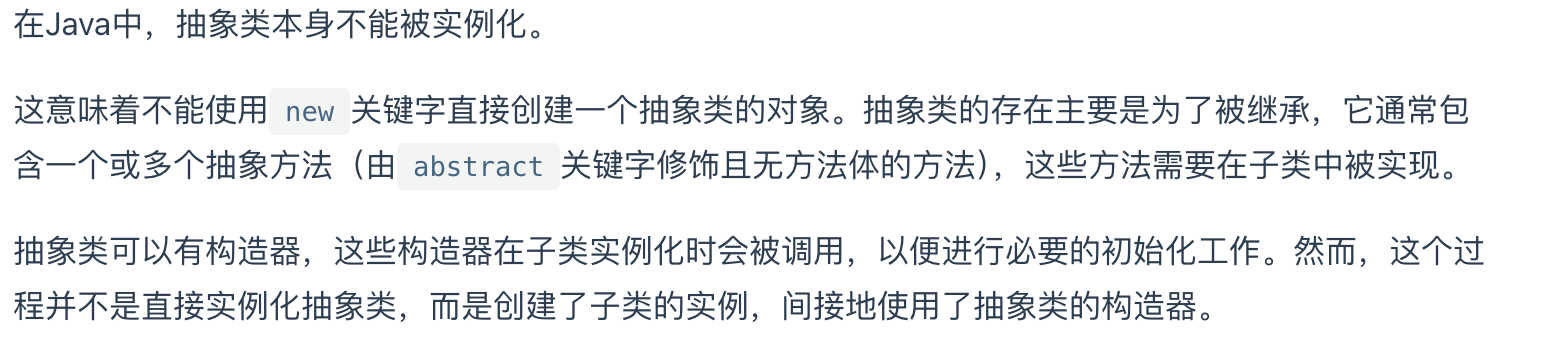 在Java中，抽象类本身不能被实例化。
这意味着不能使用 new 关键字直接创建一个抽象类的对象。抽象类的存在主要是为了被继承，它通常包
含一个或多个抽象方法（由 abstract 关键字修饰且无方法体的方法），这些方法需要在子类中被实现。
抽象类可以有构造器，这些构造器在子类实例化时会被调用，以便进行必要的初始化工作。然而，这个过
程并不是直接实例化抽象类，而是创建了子类的实例，间接地使用了抽象类的构造器。